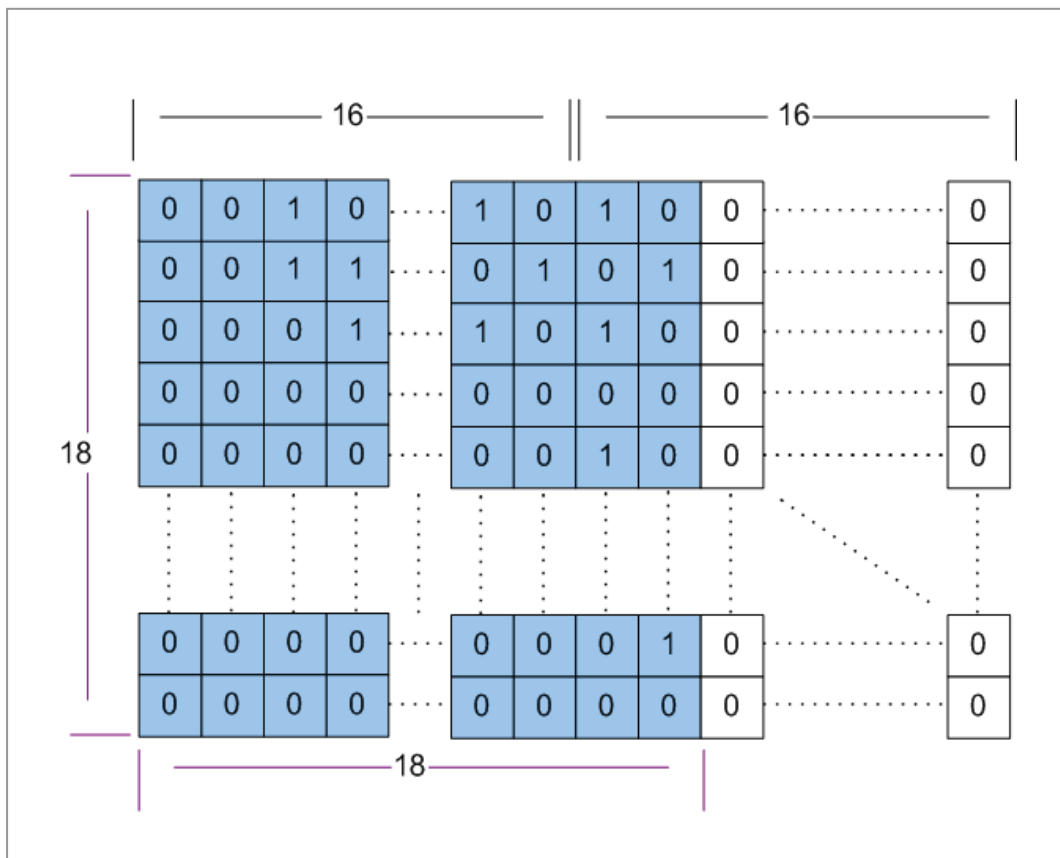 16 16
0 0 1 0 ..... 1 0 1 0 0 ..... 0
0 0 1 1 ..... 0 1 0 1 0 ..... 0
0 0 0 1 ..... 1 0 1 0 0 ..... 0
0 0 0 0 ..... 0 0 0 0 0 ..... 0
18
0 0 0 0 ..... 0 0 1 0 0 ..... 0
0 0 0 0 ..... 0 0 0 1 0 ..... 0
0 0 0 0 ..... 0 0 0 0 0 ..... 0
18